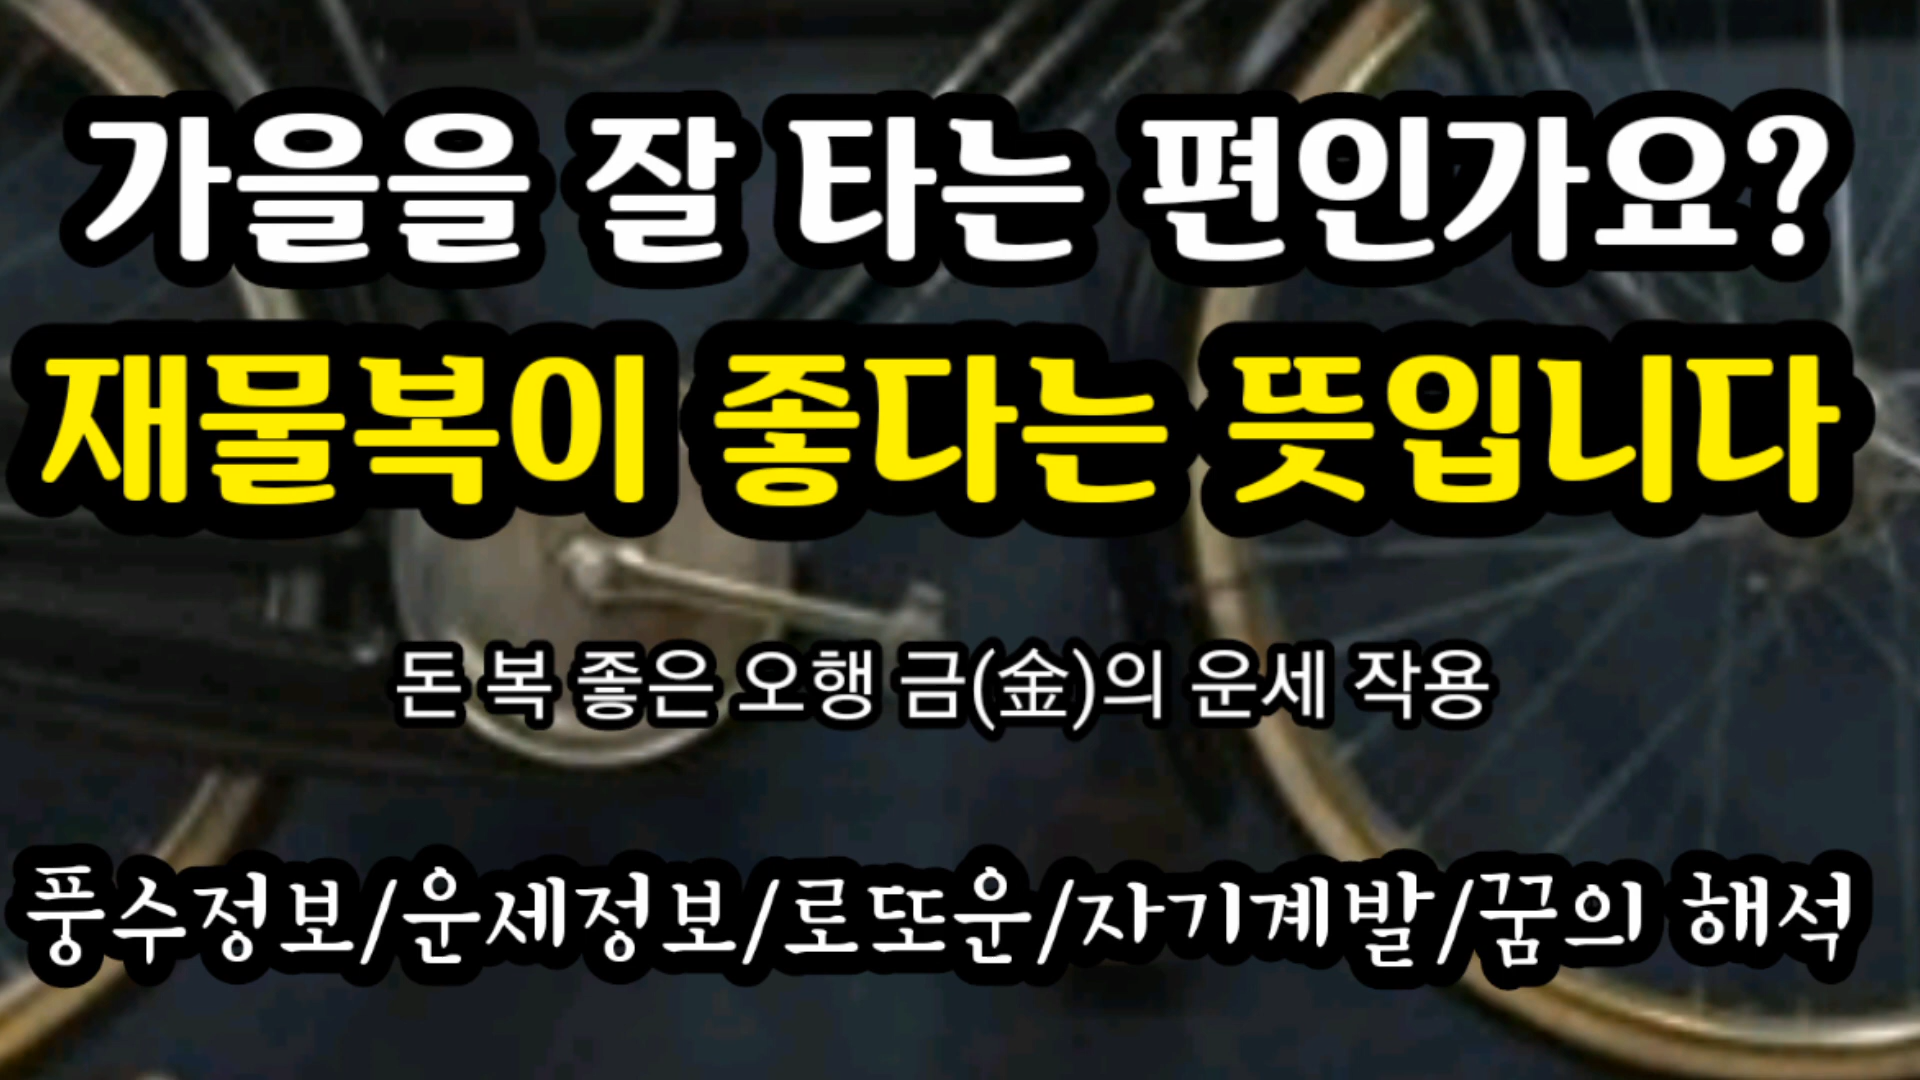 가을을 잘 타는 편인가요?
재물복이 좋다는 뜻입니다
돈 복 좋은 오행 금(金)의 운세 작용
풍수정보/운세정보/로또운/자기계발/꿈의 해석